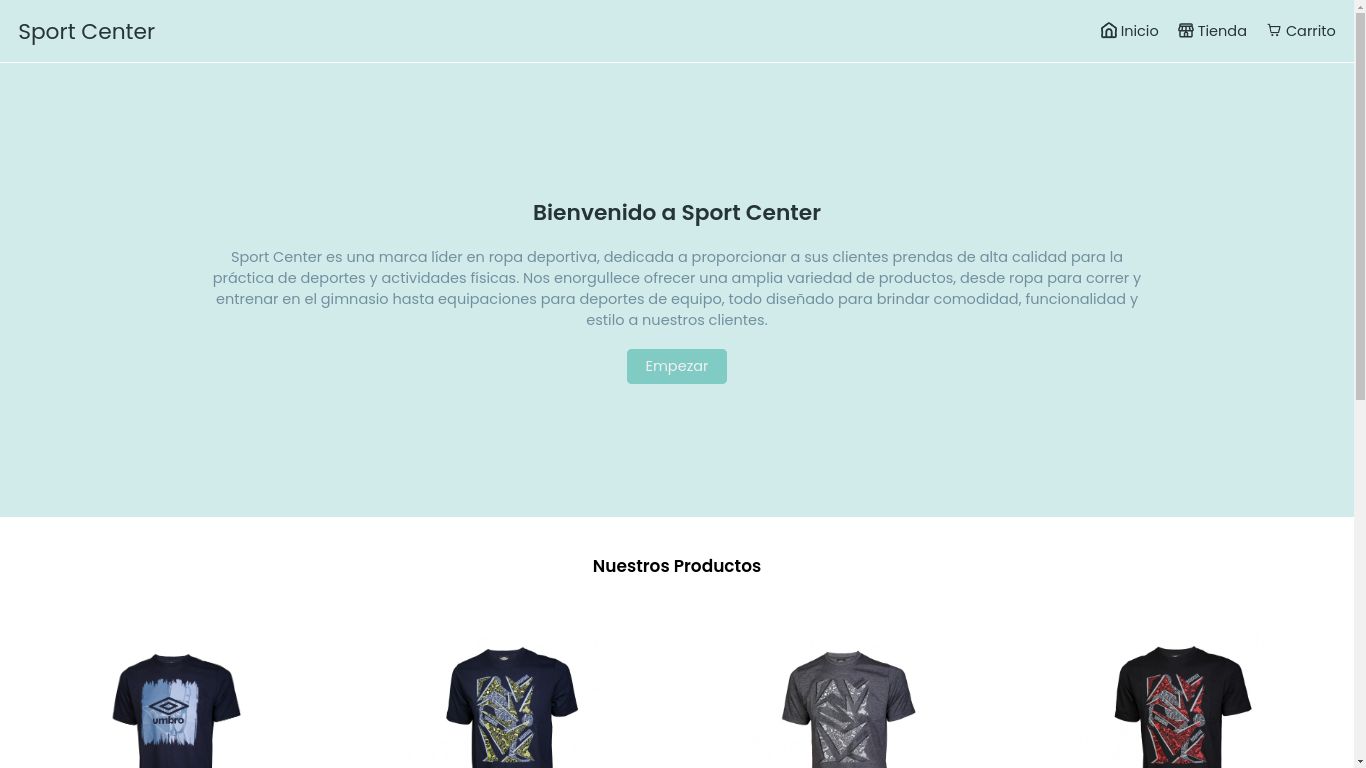 Sport Center
Inicio
Tienda
Carrito
Bienvenido a Sport Center
Sport Center es una marca líder en ropa deportiva, dedicada a proporcionar a sus clientes prendas de alta calidad para la
práctica de deportes y actividades físicas. Nos enorgullece ofrecer una amplia variedad de productos, desde ropa para correr y
entrenar en el gimnasio hasta equipaciones para deportes de equipo, todo diseñado para brindar comodidad, funcionalidad y
estilo a nuestros clientes.
Empezar
Nuestros Productos
umbro